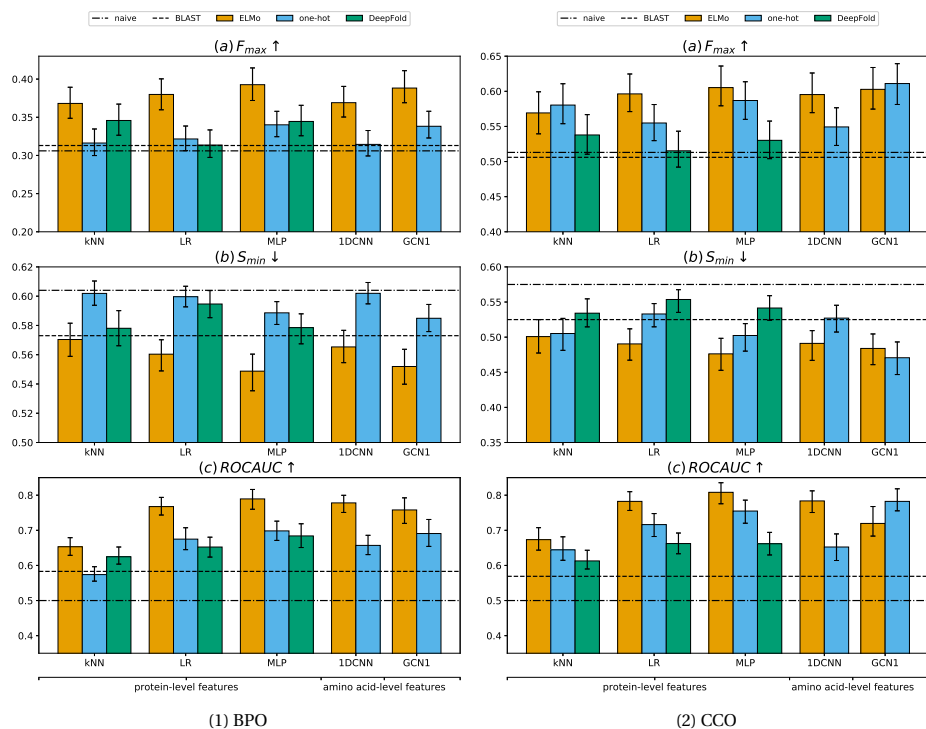 naive BLAST ELMo one-hot DeepFold
(a) Fmax ↑
0.40
0.35
0.30
0.25
0.20
kNN LR MLP 1DCNN GCN1
(b) Smin ↓
0.62
0.60
0.58
0.56
0.54
0.52
0.50
kNN LR MLP 1DCNN GCN1
(c) ROCAUC ↑
0.8
0.7
0.6
0.5
0.4
kNN LR MLP 1DCNN GCN1
protein-level features amino acid-level features
(1) BPO
naive BLAST ELMo one-hot DeepFold
(a) Fmax ↑
0.65
0.60
0.55
0.50
0.45
0.40
kNN LR MLP 1DCNN GCN1
(b) Smin ↓
0.60
0.55
0.50
0.45
0.40
0.35
kNN LR MLP 1DCNN GCN1
(c) ROCAUC ↑
0.8
0.7
0.6
0.5
0.4
kNN LR MLP 1DCNN GCN1
protein-level features amino acid-level features
(2) CCO